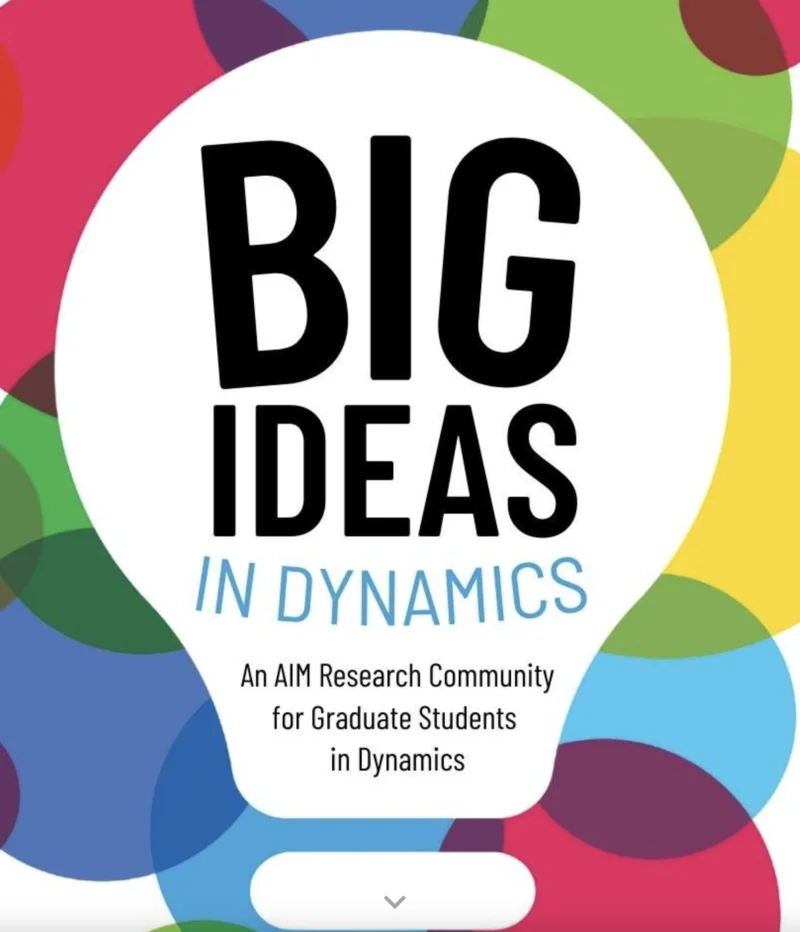 BIG
IDEAS
IN DYNAMICS
An AIM Research Community
for Graduate Students
in Dynamics